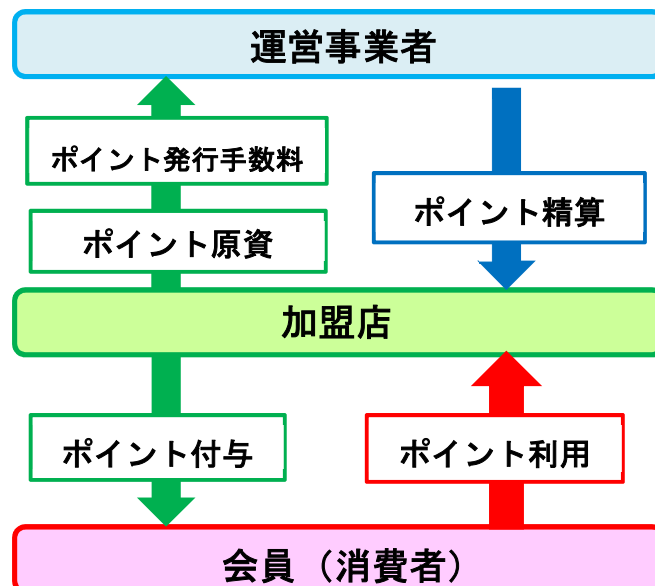 運営事業者
ポイント発行手数料
ポイント精算
ポイント原資
加盟店
ポイント付与
ポイント利用
会員（消費者）